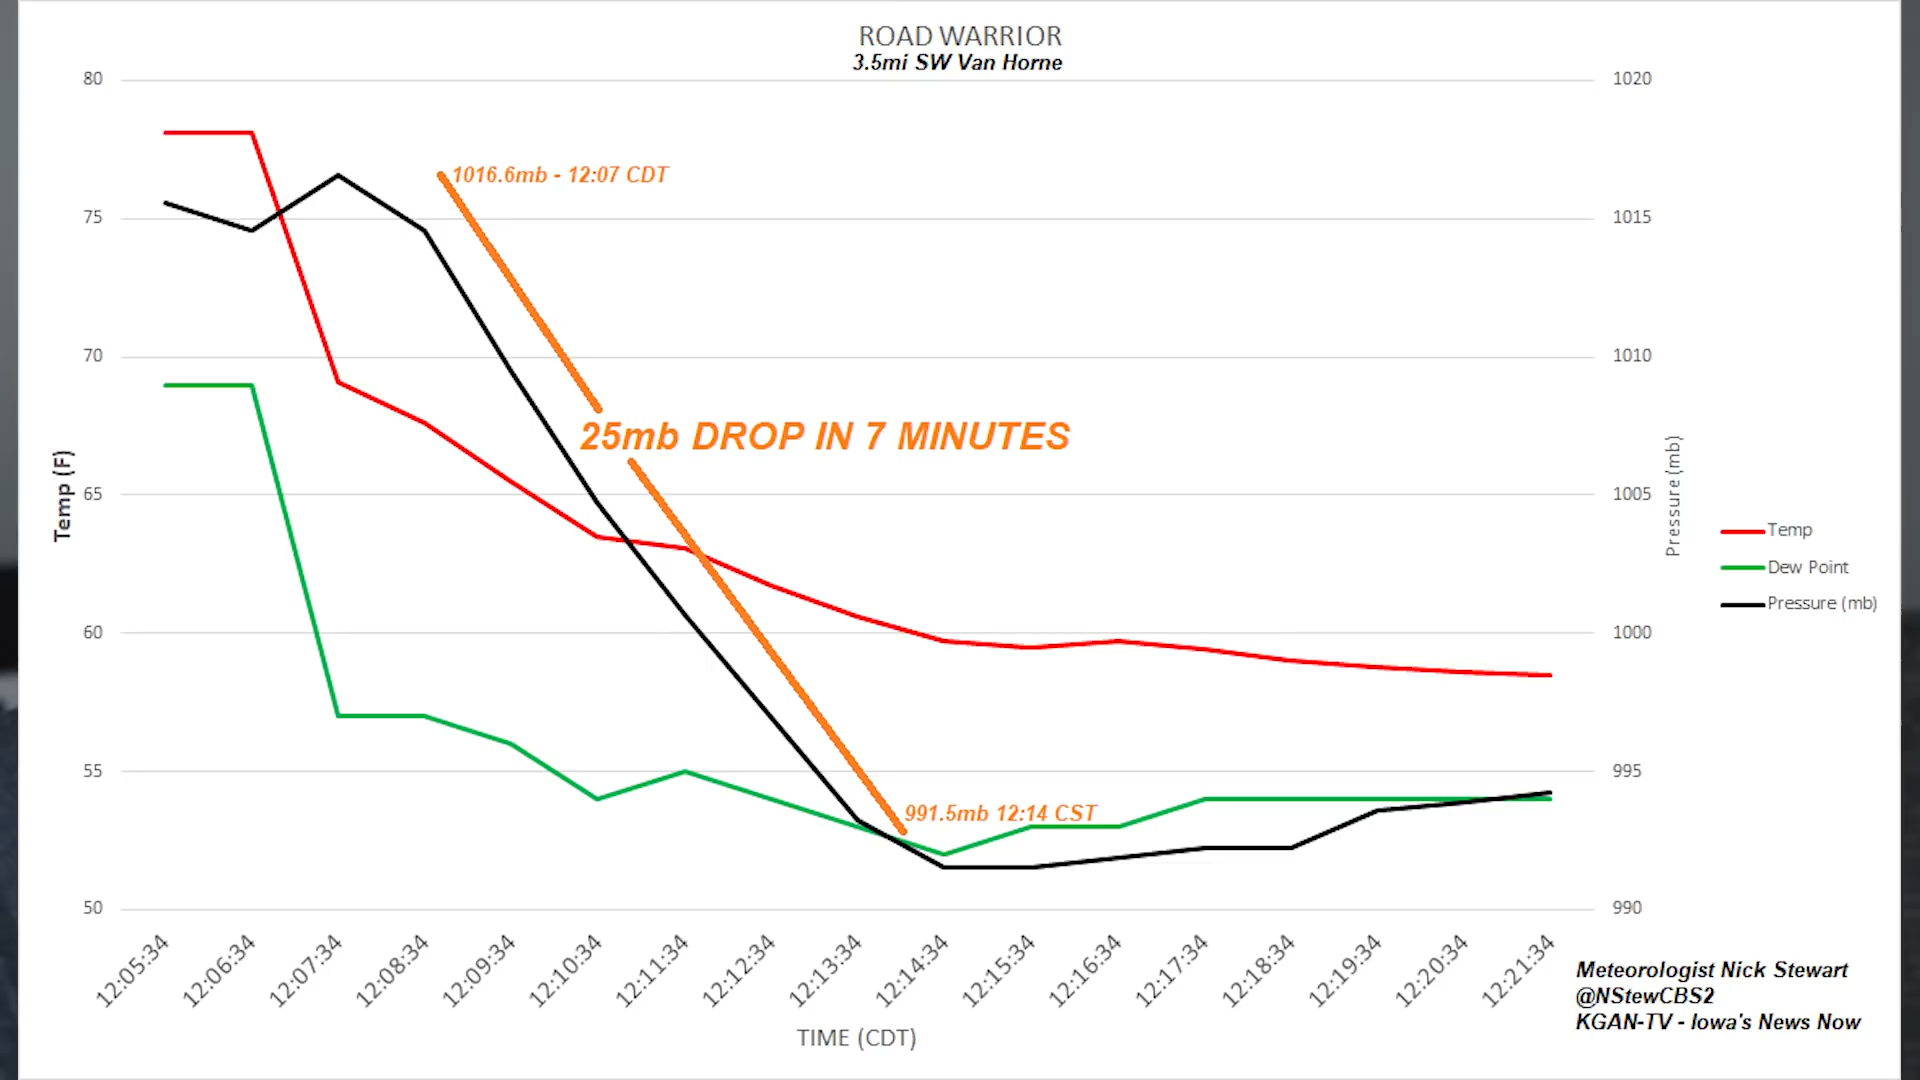 ROAD WARRIOR
3.5mi SW Van Horne
80
75
70
65
60
55
50
Temp (F)
1016.6mb - 12:07 CDT
25mb DROP IN 7 MINUTES
991.5mb 12:14 CST
1020
1015
1010
1005
1000
995
990
Pressure (mb)
Temp
Dew Point
Pressure (mb)
12:05:34
12:06:34
12:07:34
12:08:34
12:09:34
12:10:34
12:11:34
12:12:34
12:13:34
12:14:34
12:15:34
12:16:34
12:17:34
12:18:34
12:19:34
12:20:34
12:21:34
TIME (CDT)
Meteorologist Nick Stewart
@NStewCBS2
KGAN-TV - Iowa's News Now